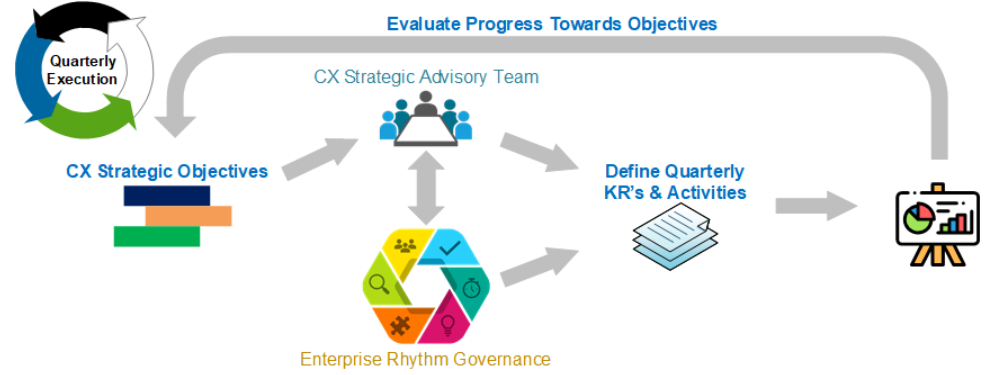 Evaluate Progress Towards Objectives
Quarterly
Execution
CX Strategic Advisory Team
CX Strategic Objectives
Define Quarterly
KR's & Activities
Enterprise Rhythm Governance